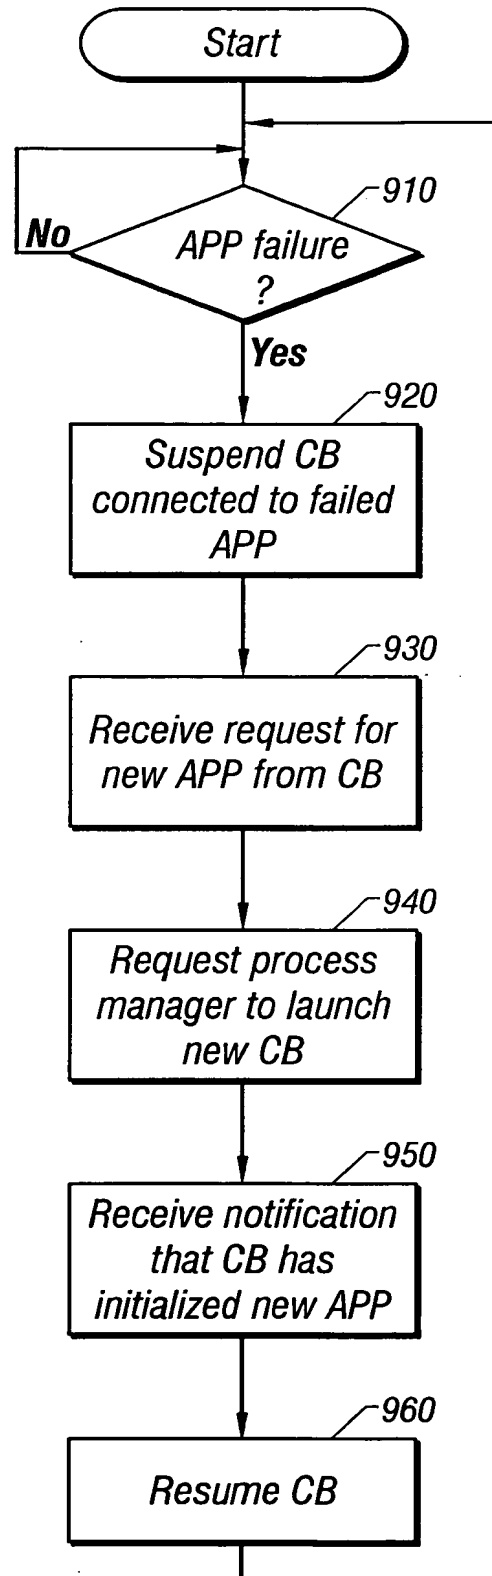 Start
910
No
APP failure
?
Yes
920
Suspend CB
connected to failed
APP
930
Receive request for
new APP from CB
940
Request process
manager to launch
new CB
950
Receive notification
that CB has
initialized new APP
960
Resume CB